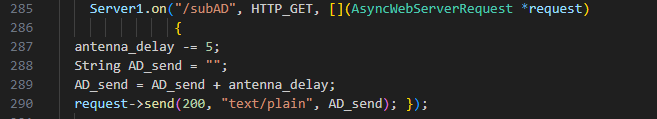 285 Server1.on("/subAD", HTTP_GET, [](AsyncWebServerRequest *request)
286 {
287 antenna_delay -= 5;
288 String AD_send = "";
289 AD_send = AD_send + antenna_delay;
290 request->send(200, "text/plain", AD_send); });